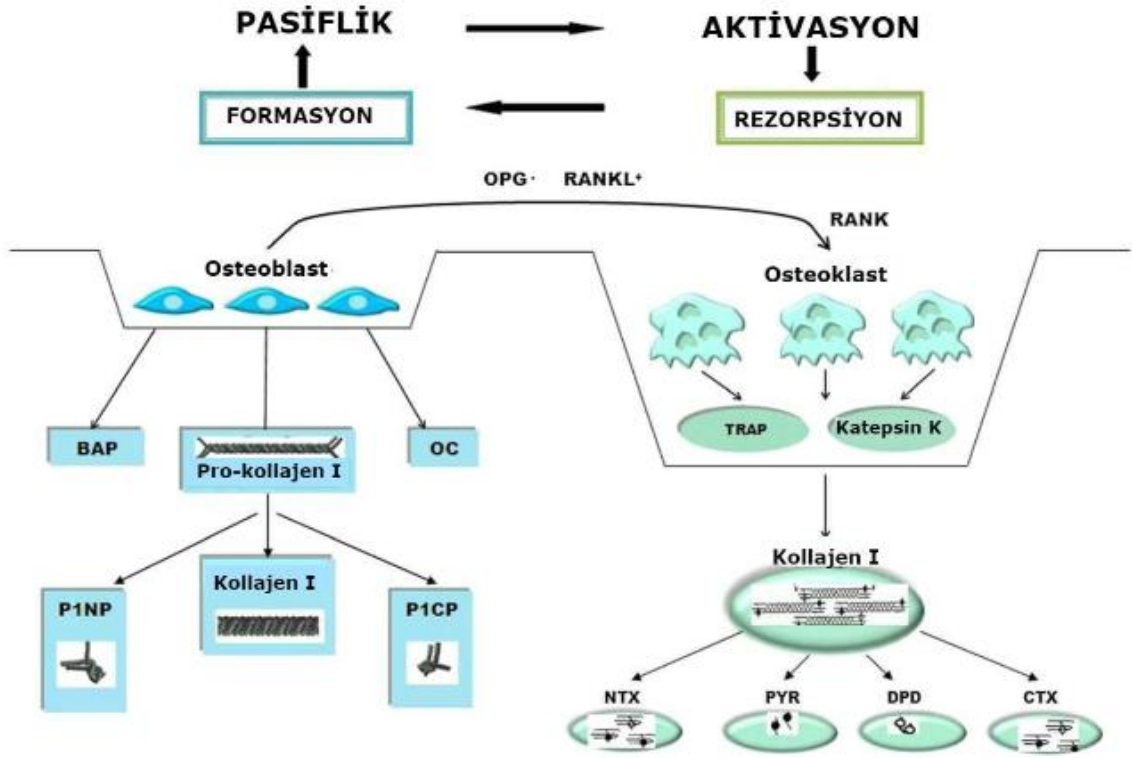 PASİFLİK
AKTİVASYON
FORMASYON
REZORPSİYON
OPG- RANKL+
RANK
Osteoblast
Osteoklast
BAP
Pro-kollajen I
OC
TRAP
Katepsin K
P1NP
Kollajen I
P1CP
Kollajen I
NTX
PYR
DPD
CTX